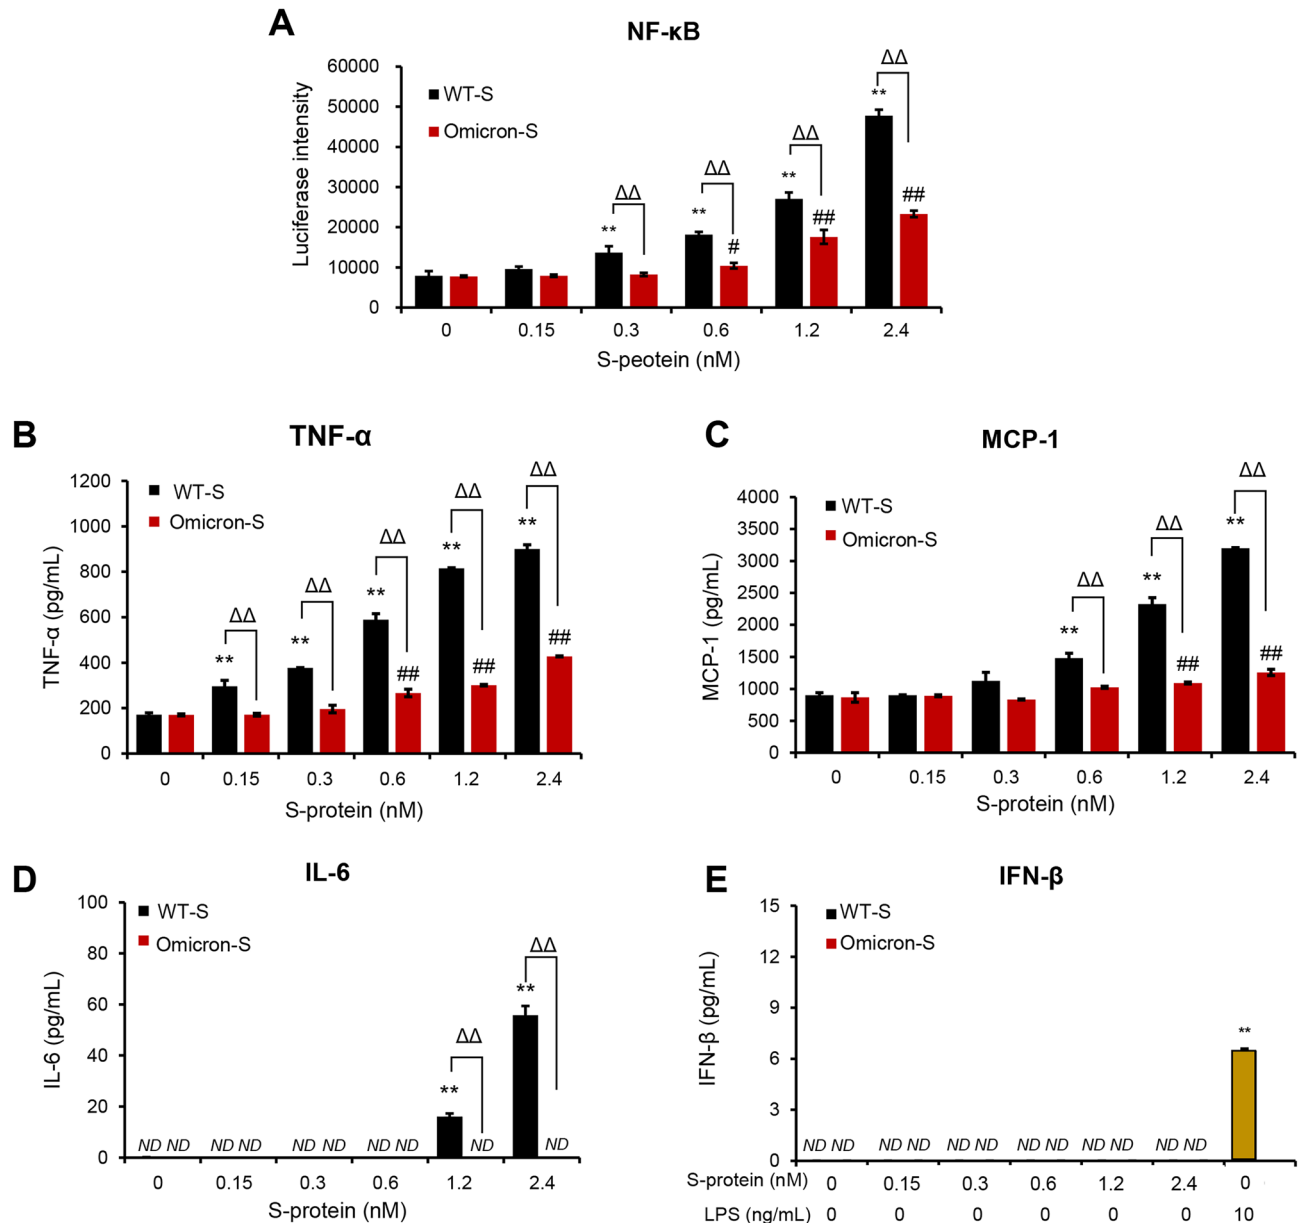 A
NF-κB
60000
50000
40000
30000
20000
10000
0
Luciferase intensity
WT-S
Omicron-S
ΔΔ
ΔΔ
ΔΔ
ΔΔ
** ** ** **
# ## ##
0 0.15 0.3 0.6 1.2 2.4
S-peotein (nM)
B
TNF-α
1200
1000
800
600
400
200
0
TNF-α (pg/mL)
WT-S
Omicron-S
ΔΔ ΔΔ ΔΔ ΔΔ ΔΔ
** ** ** ** **
## ## ##
0 0.15 0.3 0.6 1.2 2.4
S-protein (nM)
C
MCP-1
4000
3500
3000
2500
2000
1500
1000
500
0
MCP-1 (pg/mL)
WT-S
Omicron-S
ΔΔ ΔΔ ΔΔ
** ** **
## ##
0 0.15 0.3 0.6 1.2 2.4
S-protein (nM)
D
IL-6
100
80
60
40
20
0
IL-6 (pg/mL)
WT-S
Omicron-S
ΔΔ ΔΔ
** **
ND ND ND ND ND ND ND ND ND ND
0 0.15 0.3 0.6 1.2 2.4
S-protein (nM)
E
IFN-β
15
12
9
6
3
0
IFN-β (pg/mL)
WT-S
Omicron-S
**
ND ND ND ND ND ND ND ND ND ND ND ND
S-protein (nM) 0 0.15 0.3 0.6 1.2 2.4 0
LPS (ng/mL) 0 0 0 0 0 0 10